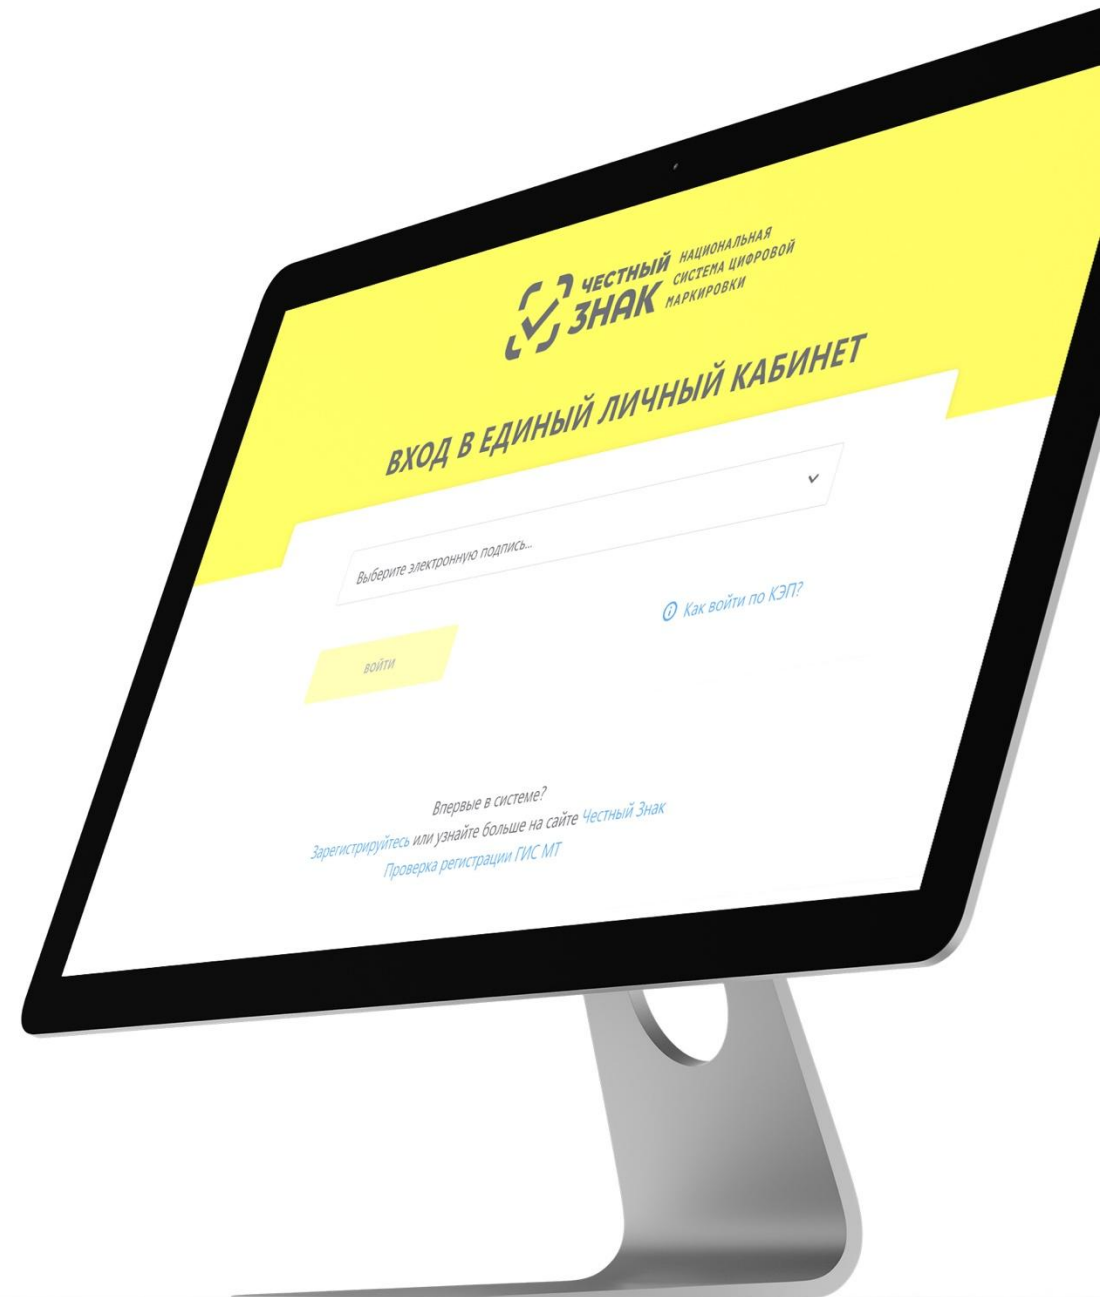 ЧЕСТНЫЙ
ЗНАК
НАЦИОНАЛЬНАЯ
СИСТЕМА ЦИФРОВОЙ
МАРКИРОВКИ
ВХОД В ЕДИНЫЙ ЛИЧНЫЙ КАБИНЕТ
Выберите электронную подпись...
Как войти по КЭП?
ВОЙТИ
Впервые в системе?
Зарегистрируйтесь или узнайте больше на сайте Честный Знак
Проверка регистрации ГИС МТ